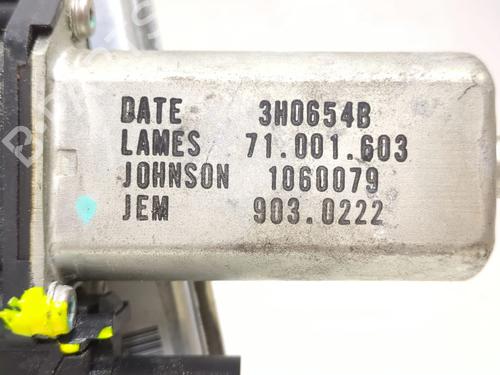 DATE 3H0654B
LAMES 71.001.603
JOHNSON 1060079
JEM 903.0222